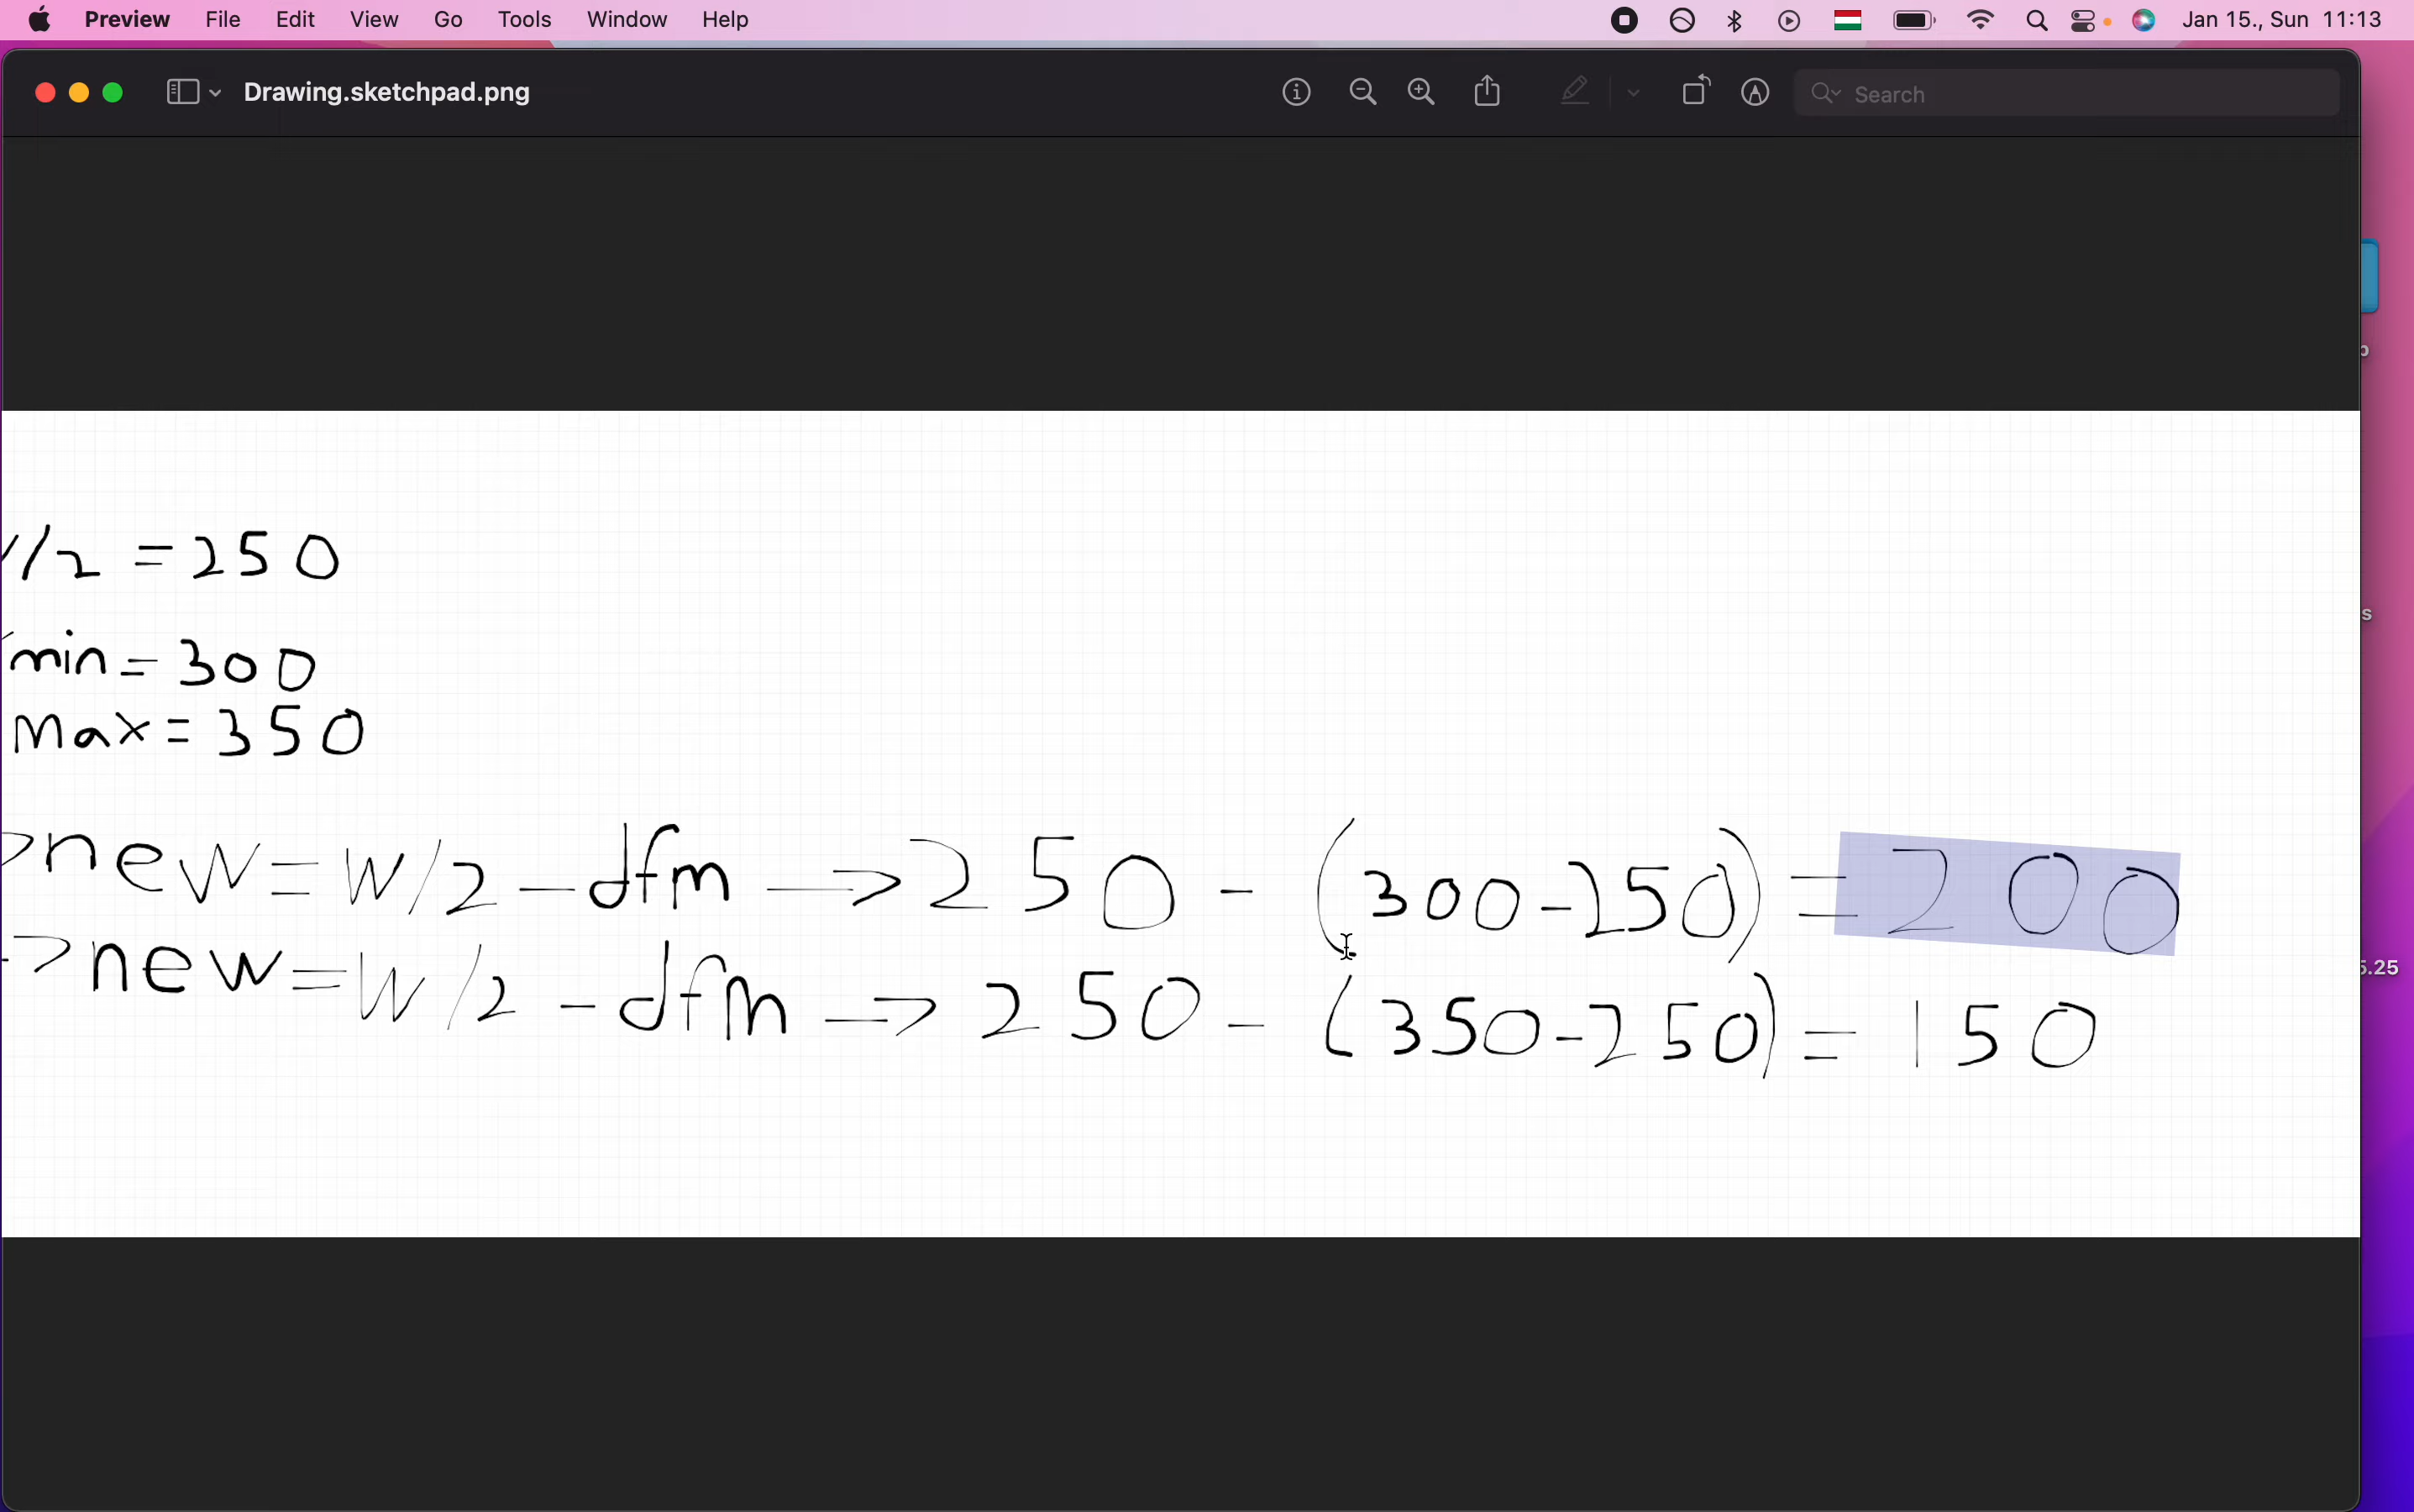 Preview File Edit View Go Tools Window Help Jan 15., Sun 11:13
Drawing.sketchpad.png Search
/2 = 250
min = 300
max = 350
new = W/2 - dfm -> 250 - (300-250) = 200
-> new = W/2 - dfm -> 250 - (350-250) = 150
5.25